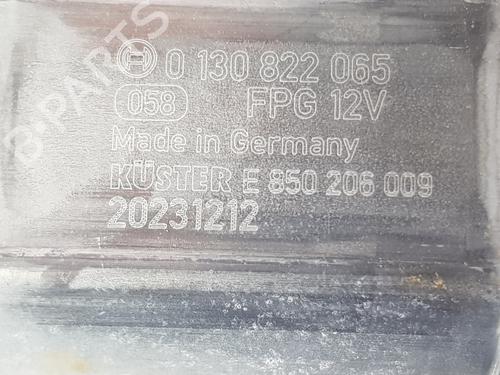 0 130 822 065
058 FPG 12V
Made in Germany
KÜSTER E 850 206 009
20231212
B-PARTS